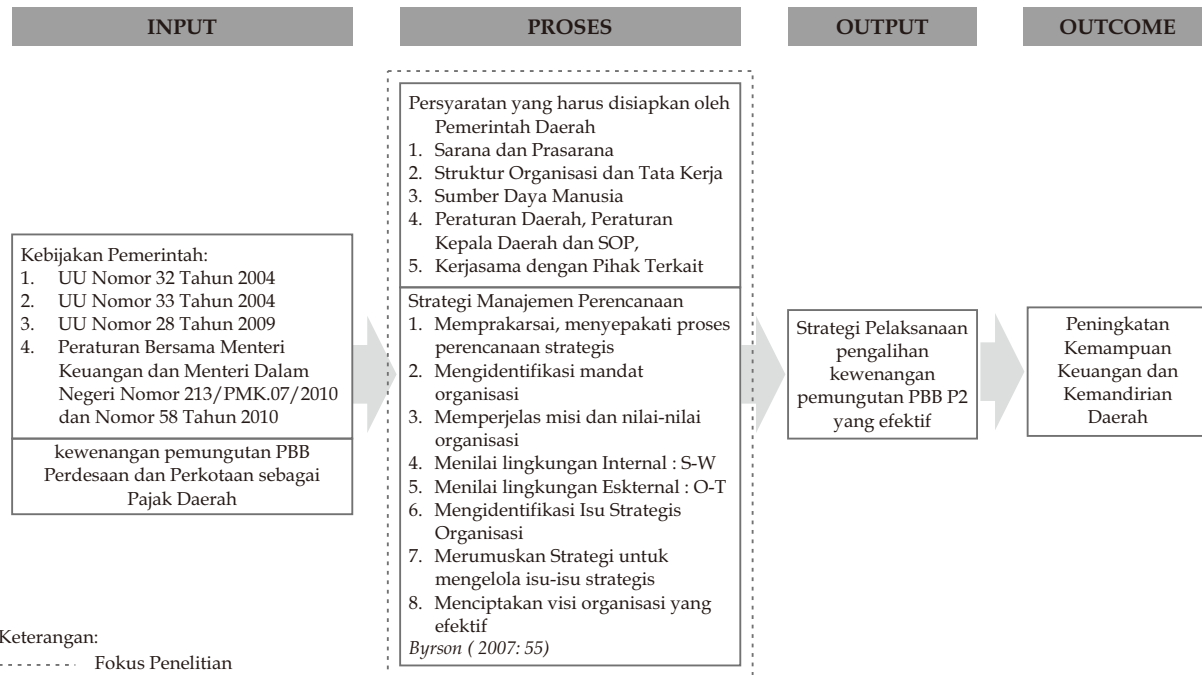 INPUT
PROSES
OUTPUT
OUTCOME
Kebijakan Pemerintah:
1. UU Nomor 32 Tahun 2004
2. UU Nomor 33 Tahun 2004
3. UU Nomor 28 Tahun 2009
4. Peraturan Bersama Menteri
Keuangan dan Menteri Dalam
Negeri Nomor 213/PMK.07/2010
dan Nomor 58 Tahun 2010
kewenangan pemungutan PBB
Perdesaan dan Perkotaan sebagai
Pajak Daerah
Persyaratan yang harus disiapkan oleh
Pemerintah Daerah
1. Sarana dan Prasarana
2. Struktur Organisasi dan Tata Kerja
3. Sumber Daya Manusia
4. Peraturan Daerah, Peraturan
Kepala Daerah dan SOP,
5. Kerjasama dengan Pihak Terkait
Strategi Manajemen Perencanaan
1. Memprakarsai, menyepakati proses
perencanaan strategis
2. Mengidentifikasi mandat
organisasi
3. Memperjelas misi dan nilai-nilai
organisasi
4. Menilai lingkungan Internal : S-W
5. Menilai lingkungan Eskternal : O-T
6. Mengidentifikasi Isu Strategis
Organisasi
7. Merumuskan Strategi untuk
mengelola isu-isu strategis
8. Menciptakan visi organisasi yang
efektif
Byrson ( 2007: 55)
Strategi Pelaksanaan
pengalihan
kewenangan
pemungutan PBB P2
yang efektif
Peningkatan
Kemampuan
Keuangan dan
Kemandirian
Daerah
Keterangan:
Fokus Penelitian